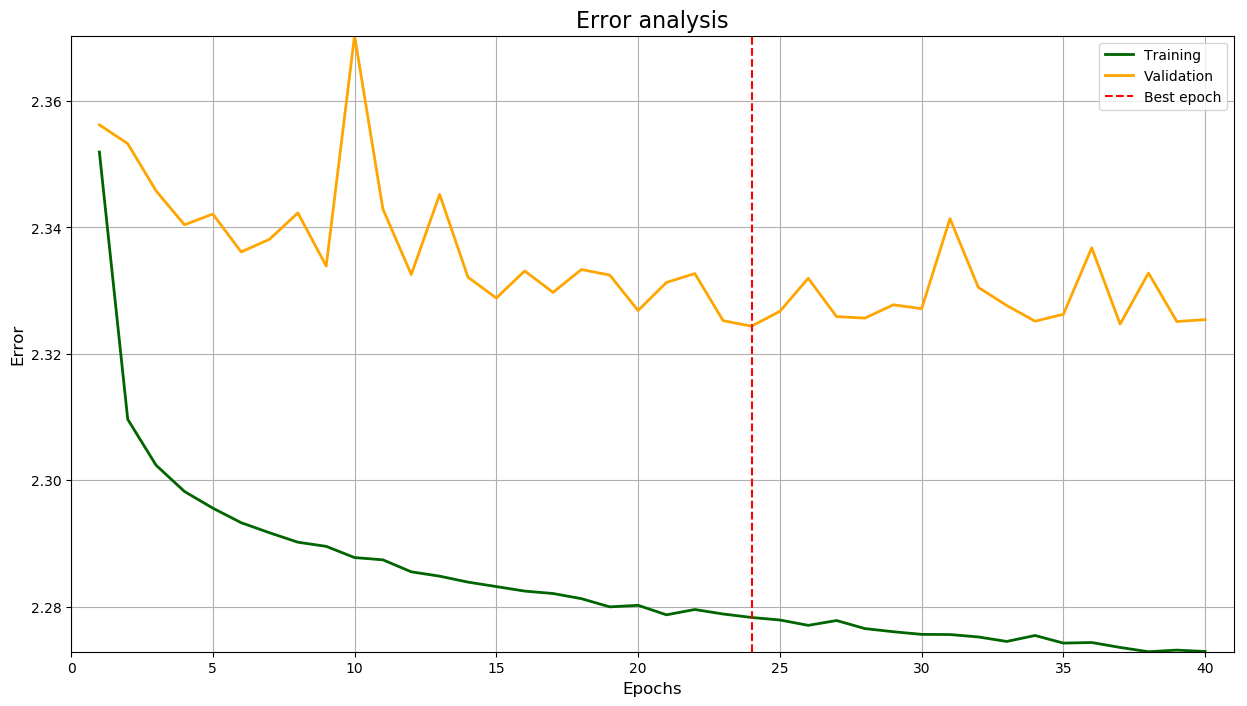 Error analysis
Training
Validation
Best epoch
2.36
2.34
2.32
2.30
2.28
Error
0 5 10 15 20 25 30 35 40
Epochs